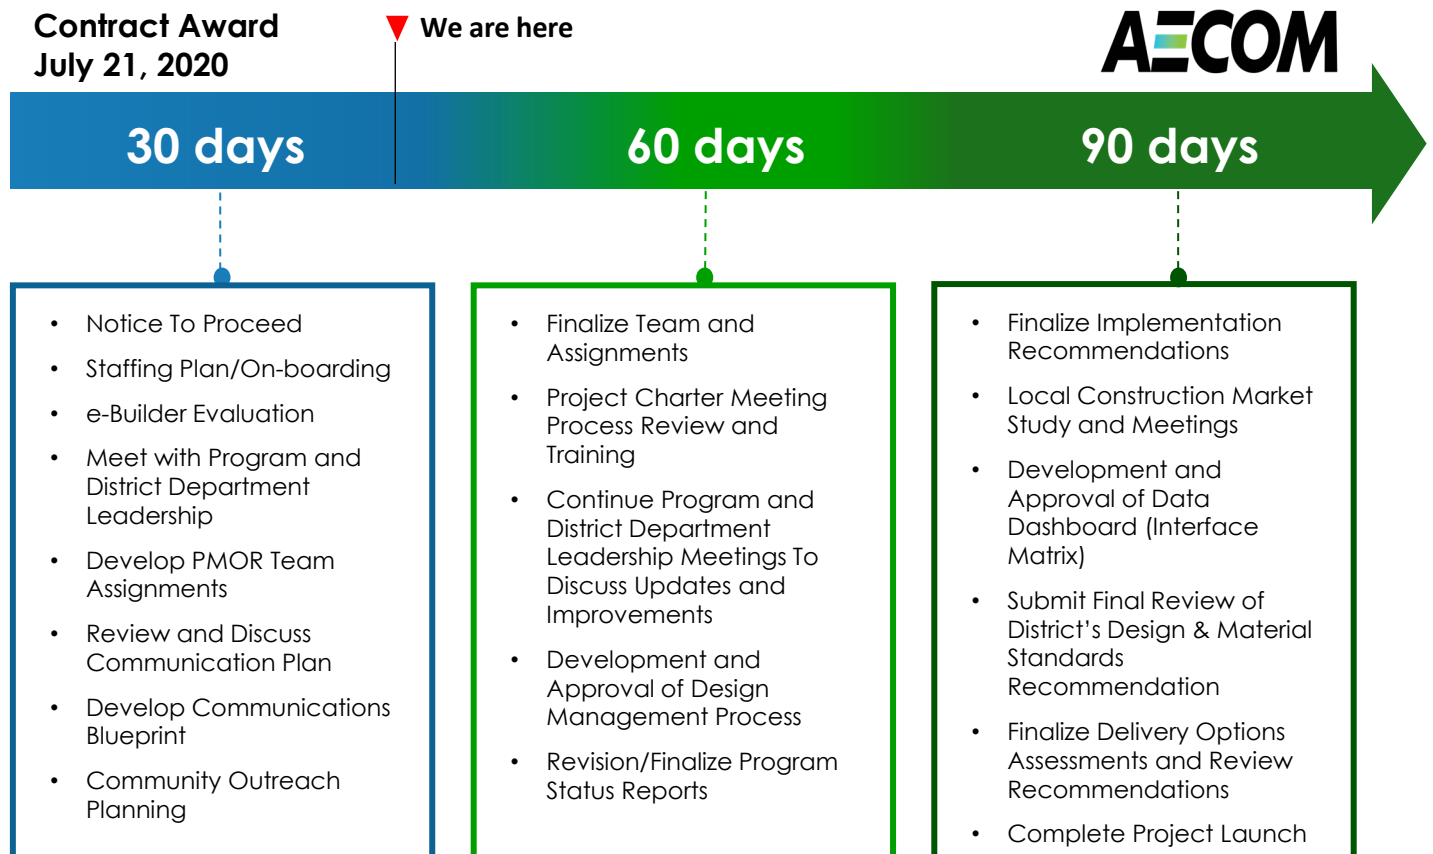 Contract Award
July 21, 2020
We are here
AECOM
30 days
60 days
90 days
• Notice To Proceed
• Staffing Plan/On-boarding
• e-Builder Evaluation
• Meet with Program and
District Department
Leadership
• Develop PMOR Team
Assignments
• Review and Discuss
Communication Plan
• Develop Communications
Blueprint
• Community Outreach
Planning
• Finalize Team and
Assignments
• Project Charter Meeting
Process Review and
Training
• Continue Program and
District Department
Leadership Meetings To
Discuss Updates and
Improvements
• Development and
Approval of Design
Management Process
• Revision/Finalize Program
Status Reports
• Finalize Implementation
Recommendations
• Local Construction Market
Study and Meetings
• Development and
Approval of Data
Dashboard (Interface
Matrix)
• Submit Final Review of
District’s Design & Material
Standards
Recommendation
• Finalize Delivery Options
Assessments and Review
Recommendations
• Complete Project Launch